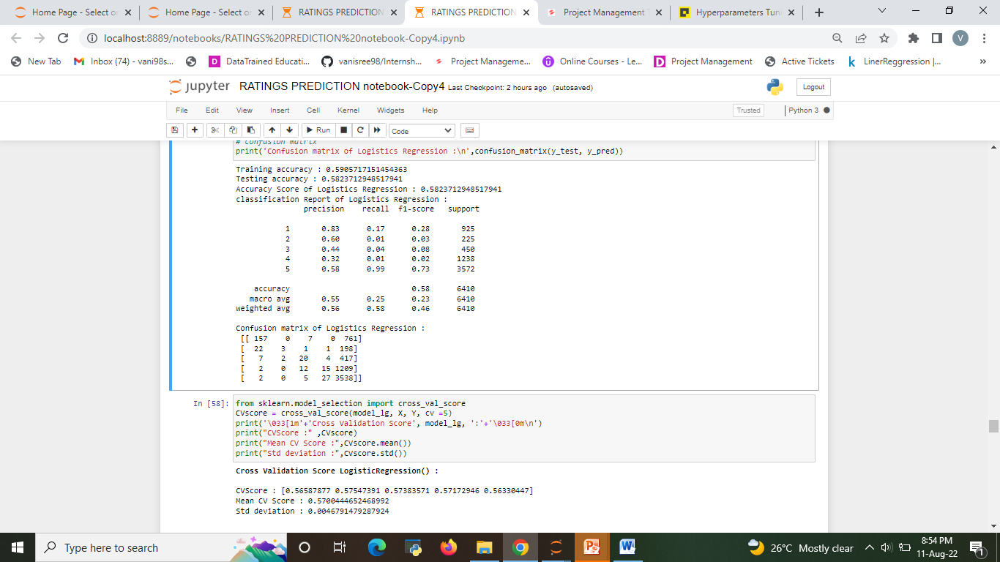 Home Page - Select or
Home Page - Select or
RATINGS PREDICTION
RATINGS PREDICTION
Project Management T
Hyperparameters Tuni
localhost:8889/notebooks/RATINGS%20PREDICTION%20notebook-Copy4.ipynb
V
New Tab
Inbox (74) - vani98s...
DataTrained Educati...
vanisree98/Internsh...
Project Manageme...
Online Courses - Le...
Project Management
Active Tickets
LinerReggression |...
»
jupyter RATINGS PREDICTION notebook-Copy4 Last Checkpoint: 2 hours ago (autosaved)
Logout
File Edit View Insert Cell Kernel Widgets Help
Trusted
Python 3
Run
Code
# Confusion matrix
print('Confusion matrix of Logistics Regression :\n',confusion_matrix(y_test, y_pred))
Training accuracy : 0.5905717151454363
Testing accuracy : 0.5823712948517941
Accuracy Score of Logistics Regression : 0.5823712948517941
classification Report of Logistics Regression :
precision recall f1-score support
1 0.83 0.17 0.28 925
2 0.60 0.01 0.03 225
3 0.44 0.04 0.08 450
4 0.32 0.01 0.02 1238
5 0.58 0.99 0.73 3572
accuracy 0.58 6410
macro avg 0.55 0.25 0.23 6410
weighted avg 0.56 0.58 0.46 6410
Confusion matrix of Logistics Regression :
[[ 157 0 7 0 761]
[ 22 3 1 1 198]
[ 7 2 20 4 417]
[ 2 0 12 15 1209]
[ 2 0 5 27 3538]]
In [58]: from sklearn.model_selection import cross_val_score
CVscore = cross_val_score(model_lg, X, Y, cv =5)
print('\033[1m'+'Cross Validation Score', model_lg, ':'+'\033[0m\n')
print("CVScore :" ,CVscore)
print("Mean CV Score :",CVscore.mean())
print("Std deviation :",CVscore.std())
Cross Validation Score LogisticRegression() :
CVScore : [0.56587877 0.57547391 0.57383571 0.57172946 0.56330447]
Mean CV Score : 0.5700444652468992
Std deviation : 0.0046791479287924
Type here to search
26°C Mostly clear
8:54 PM
11-Aug-22
1